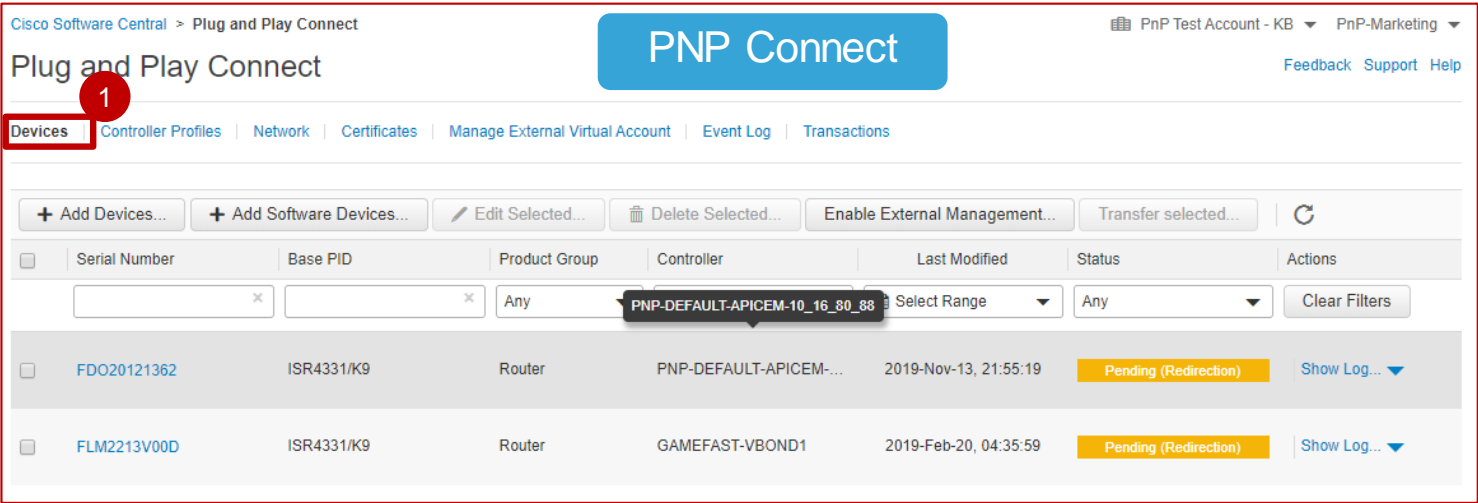 Cisco Software Central > Plug and Play Connect
PNP Connect
PnP Test Account - KB PnP-Marketing
Plug and Play Connect
Feedback Support Help
1
Devices | Controller Profiles | Network | Certificates | Manage External Virtual Account | Event Log | Transactions
+ Add Devices... + Add Software Devices... Edit Selected... Delete Selected... Enable External Management... Transfer selected...
Serial Number Base PID Product Group Controller Last Modified Status Actions
× × Any PNP-DEFAULT-APICEM-10_16_80_88 Select Range Any Clear Filters
FDO20121362 ISR4331/K9 Router PNP-DEFAULT-APICEM-... 2019-Nov-13, 21:55:19 Pending (Redirection) Show Log...
FLM2213V00D ISR4331/K9 Router GAMEFAST-VBOND1 2019-Feb-20, 04:35:59 Pending (Redirection) Show Log...